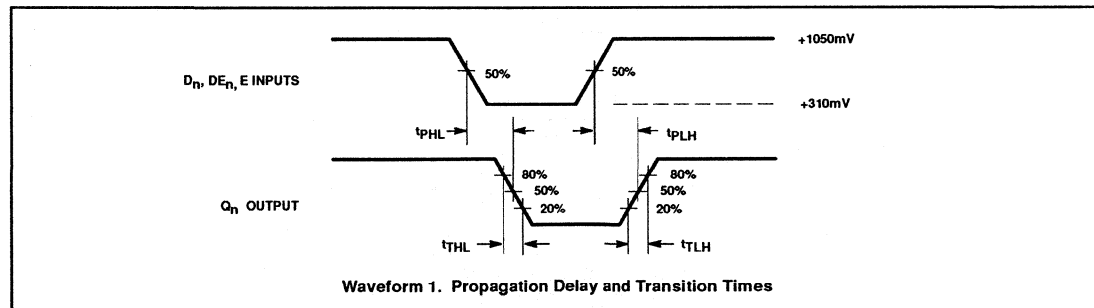 +1050mV
Dn, DEn, E INPUTS
50% 50%
+310mV
tPHL tPLH
80% 80%
50% 50%
Qn OUTPUT
20% 20%
tTHL tTLH
Waveform 1. Propagation Delay and Transition Times